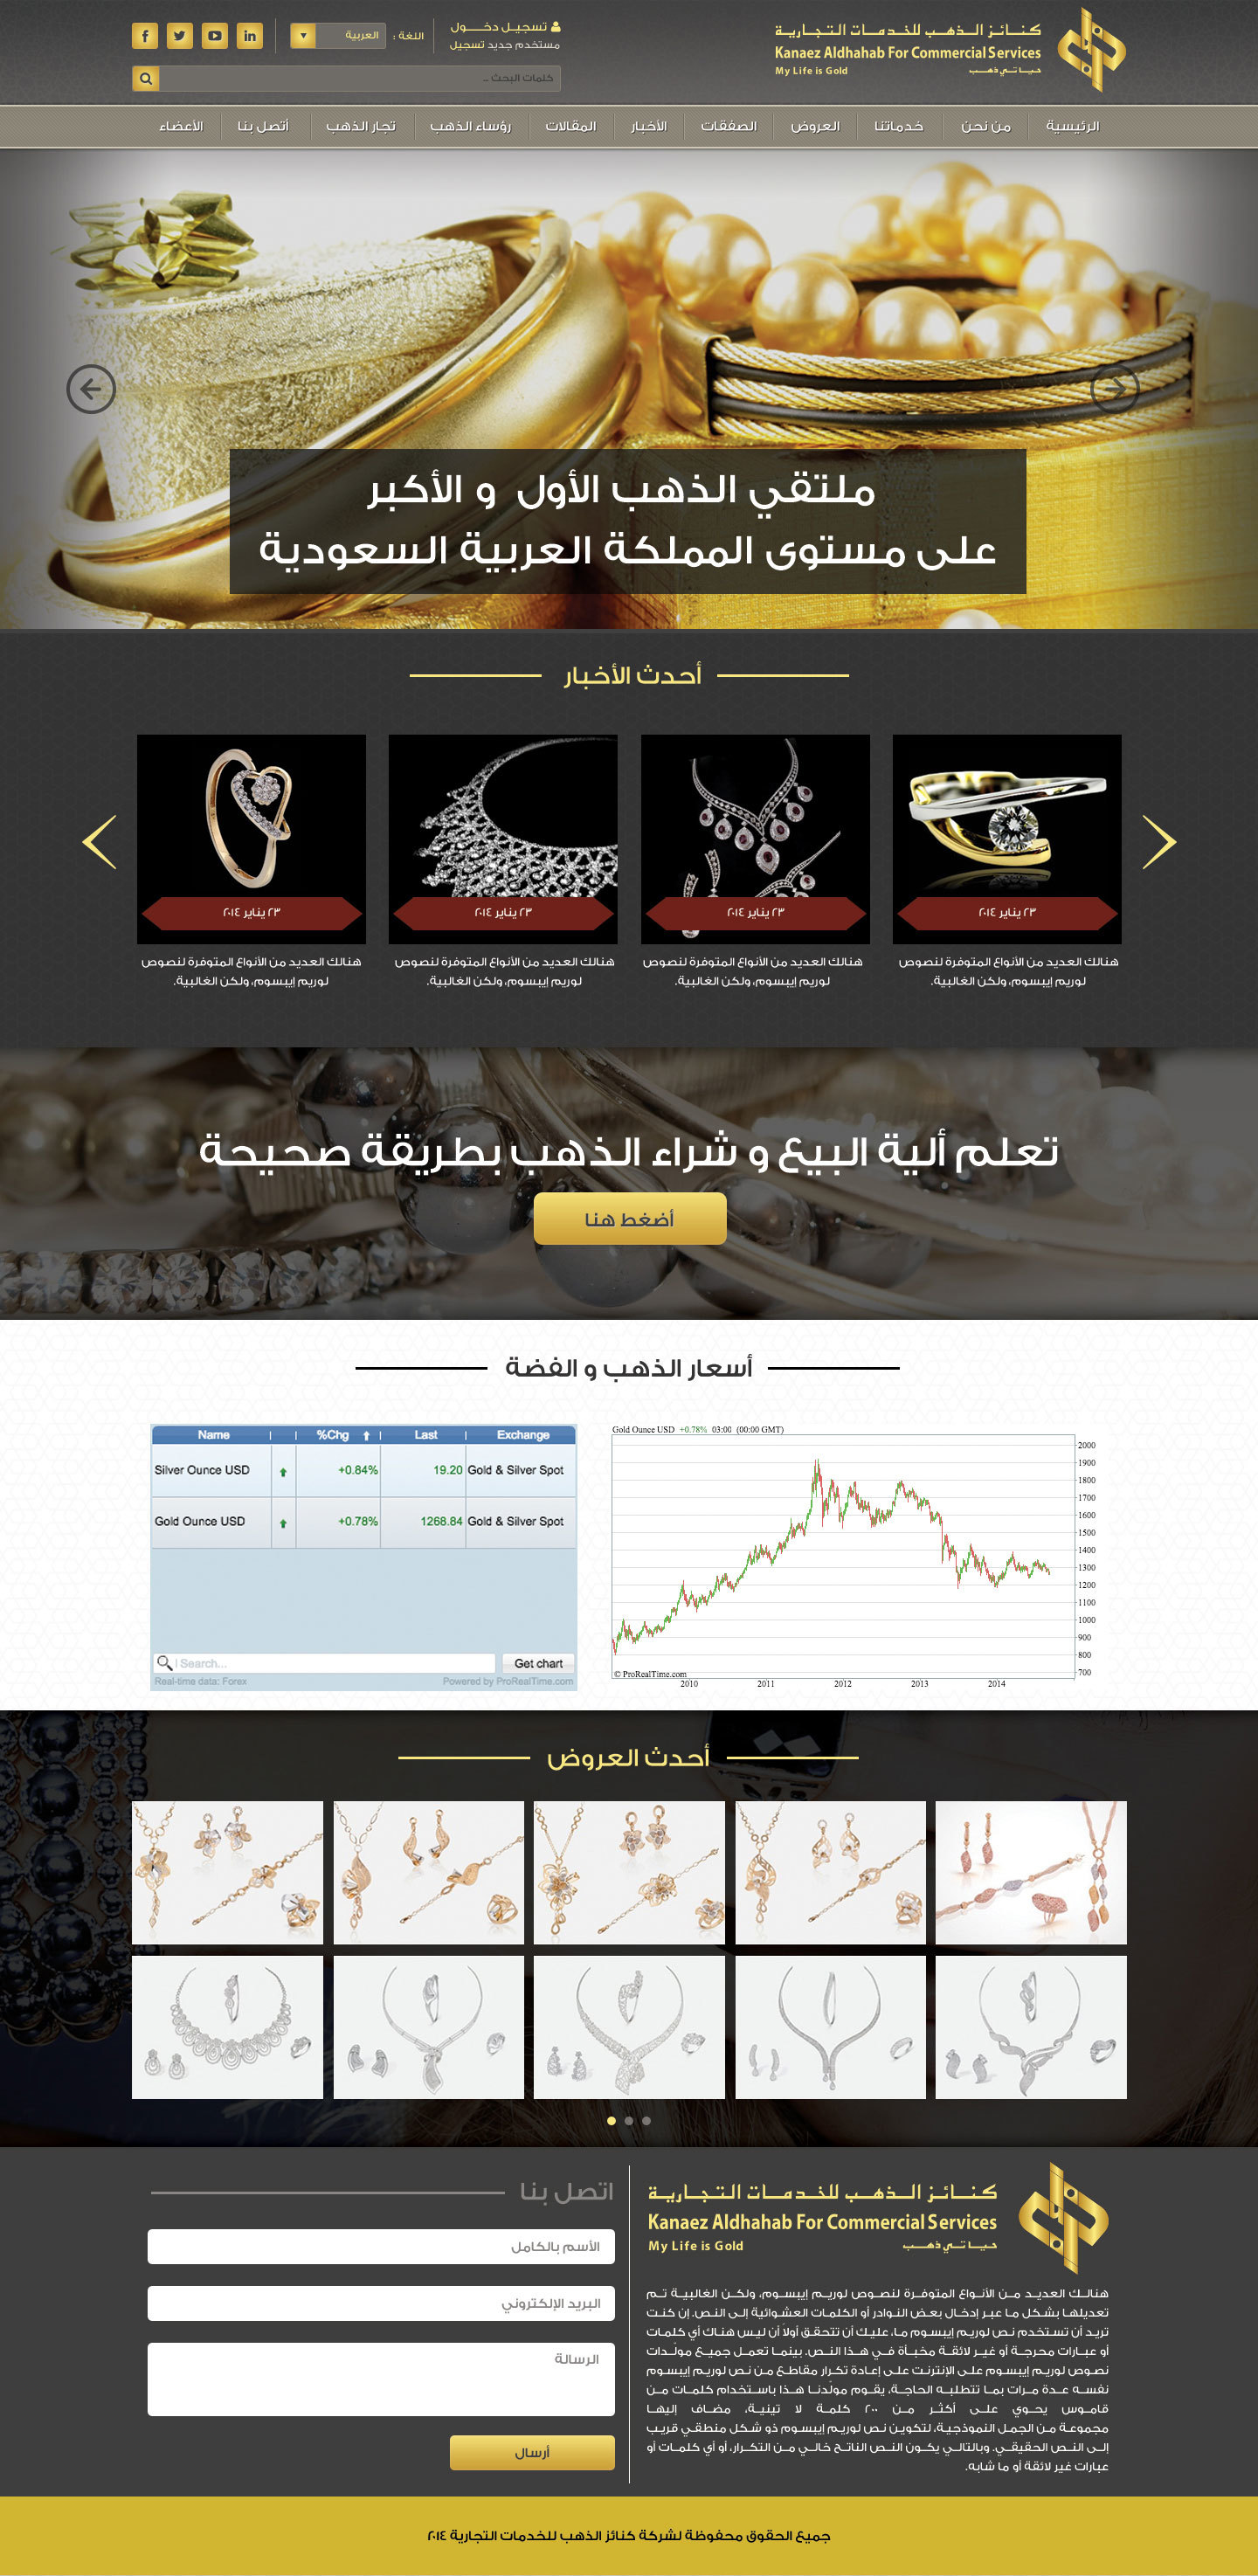 كنـــائـز الـــذهـــب للخـدمـــات التـجـاريـة
Kanaez Aldhahab For Commercial Services
My Life is Gold
حيـــا تـي ذهـــب
تسجيـل دخـــول
مستخدم جديد تسجيل
اللغة :
العربية
كلمات البحث ...
الرئيسية
من نحن
خدماتنا
العروض
الصفقات
الأخبار
المقالات
رؤساء الذهب
تجار الذهب
أتصل بنا
الأعضاء
ملتقي الذهب الأول و الأكبر
على مستوى المملكة العربية السعودية
أحدث الأخبار
٢٣ يناير ٢٠١٤
هنالك العديد من الأنواع المتوفرة لنصوص
لوريم إيبسوم، ولكن الغالبية.
٢٣ يناير ٢٠١٤
هنالك العديد من الأنواع المتوفرة لنصوص
لوريم إيبسوم، ولكن الغالبية.
٢٣ يناير ٢٠١٤
هنالك العديد من الأنواع المتوفرة لنصوص
لوريم إيبسوم، ولكن الغالبية.
٢٣ يناير ٢٠١٤
هنالك العديد من الأنواع المتوفرة لنصوص
لوريم إيبسوم، ولكن الغالبية.
تعلم ألية البيع و شراء الذهب بطريقة صحيحة
أضغط هنا
أسعار الذهب و الفضة
Gold Ounce USD +0.78% 03:00 (00:00 GMT)
2000
1900
1800
1700
1600
1500
1400
1300
1200
1100
1000
900
800
700
© ProRealTime.com
2010 2011 2012 2013 2014
Name %Chg Last Exchange
Silver Ounce USD +0.84% 19.20 Gold & Silver Spot
Gold Ounce USD +0.78% 1268.84 Gold & Silver Spot
Search...
Get chart
Real-time data: Forex
Powered by ProRealTime.com
أحدث العروض
كنـــائـز الـــذهـــب للخـدمـــات التـجـاريـة
Kanaez Aldhahab For Commercial Services
My Life is Gold
حيـــا تـي ذهـــب
هنالك العديد من الأنواع المتوفرة لنصوص لوريم إيبسوم، ولكن الغالبية تم
تعديلها بشكل ما عبر إدخال بعض النوادر أو الكلمات العشوائية إلى النص. إن كنت
تريد أن تستخدم نص لوريم إيبسوم ما، عليك أن تتحقق أولاً أن ليس هناك أي كلمات
أو عبارات محرجة أو غير لائقة مخبأة في هذا النص. بينما تعمل جميع مولّدات
نصوص لوريم إيبسوم على الإنترنت على إعادة تكرار مقاطع من نص لوريم إيبسوم
نفسه عدة مرات بما تتطلبه الحاجة، يقوم مولّدنا هذا باستخدام كلمات من
قاموس يحوي على أكثر من ٢٠٠ كلمة لا تينية، مضاف إليها
مجموعة من الجمل النموذجية، لتكوين نص لوريم إيبسوم ذو شكل منطقي قريب
إلى النص الحقيقي. وبالتالي يكون النص الناتح خالي من التكرار، أو أي كلمات أو
عبارات غير لائقة أو ما شابه.
اتصل بنا
الأسم بالكامل
البريد الإلكتروني
الرسالة
أرسال
جميع الحقوق محفوظة لشركة كنائز الذهب للخدمات التجارية ٢٠١٤